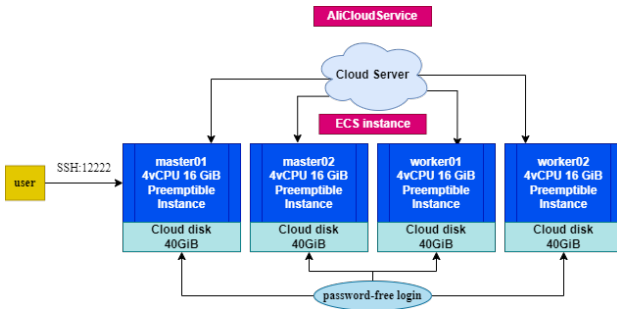 AliCloudService
Cloud Server
ECS instance
user
SSH:12222
master01
4vCPU 16 GiB
Preemptible
Instance
Cloud disk
40GiB
master02
4vCPU 16 GiB
Preemptible
Instance
Cloud disk
40GiB
worker01
4vCPU 16 GiB
Preemptible
Instance
Cloud disk
40GiB
worker02
4vCPU 16 GiB
Preemptible
Instance
Cloud disk
40GiB
password-free login